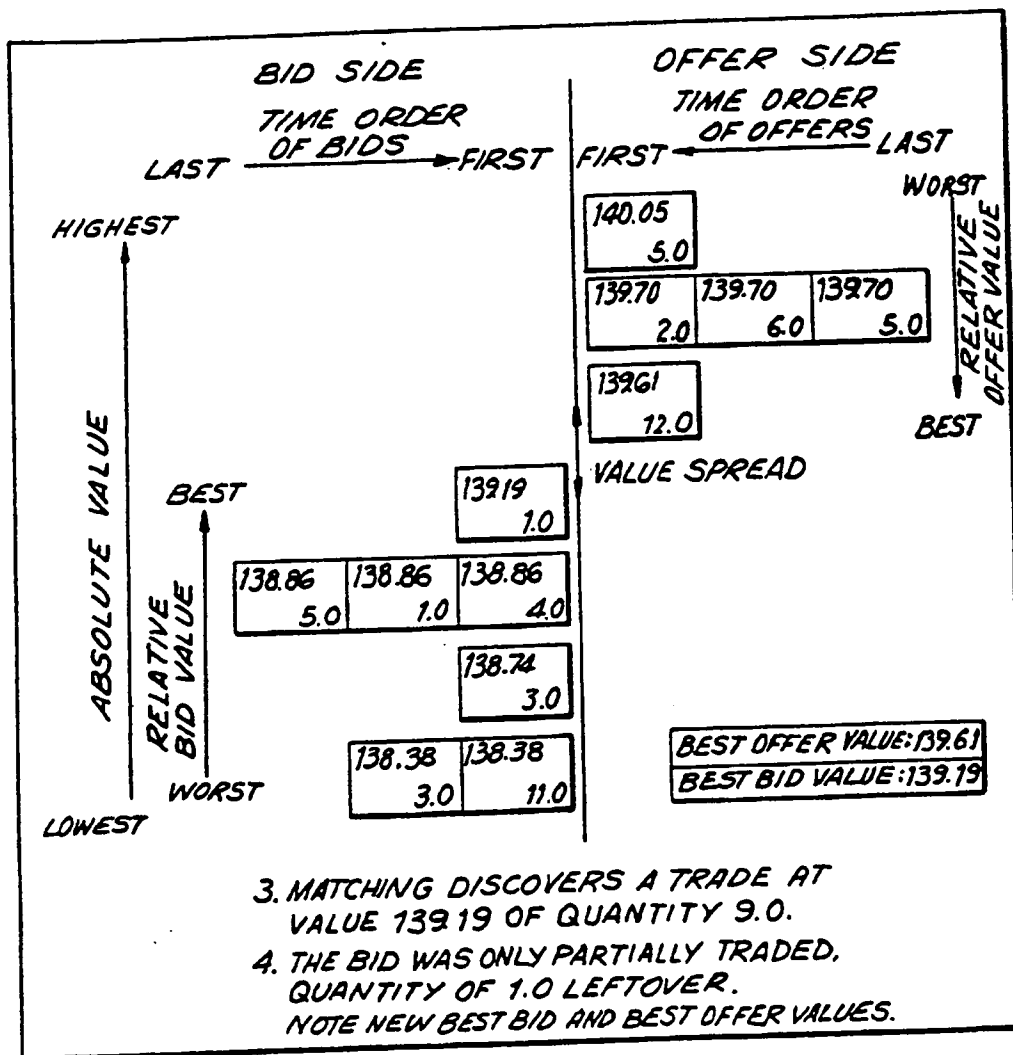 BID SIDE
OFFER SIDE
TIME ORDER
OF BIDS
TIME ORDER
OF OFFERS
LAST
FIRST
FIRST
LAST
HIGHEST
WORST
140.05
5.0
139.70 139.70 139.70
2.0 6.0 5.0
139.61
12.0
RELATIVE
OFFER VALUE
BEST
VALUE SPREAD
ABSOLUTE VALUE
BEST
139.19
1.0
138.86 138.86 138.86
5.0 1.0 4.0
RELATIVE
BID VALUE
138.74
3.0
138.38 138.38
3.0 11.0
WORST
LOWEST
BEST OFFER VALUE:139.61
BEST BID VALUE:139.19
3. MATCHING DISCOVERS A TRADE AT
VALUE 139.19 OF QUANTITY 9.0.
4. THE BID WAS ONLY PARTIALLY TRADED,
QUANTITY OF 1.0 LEFTOVER.
NOTE NEW BEST BID AND BEST OFFER VALUES.